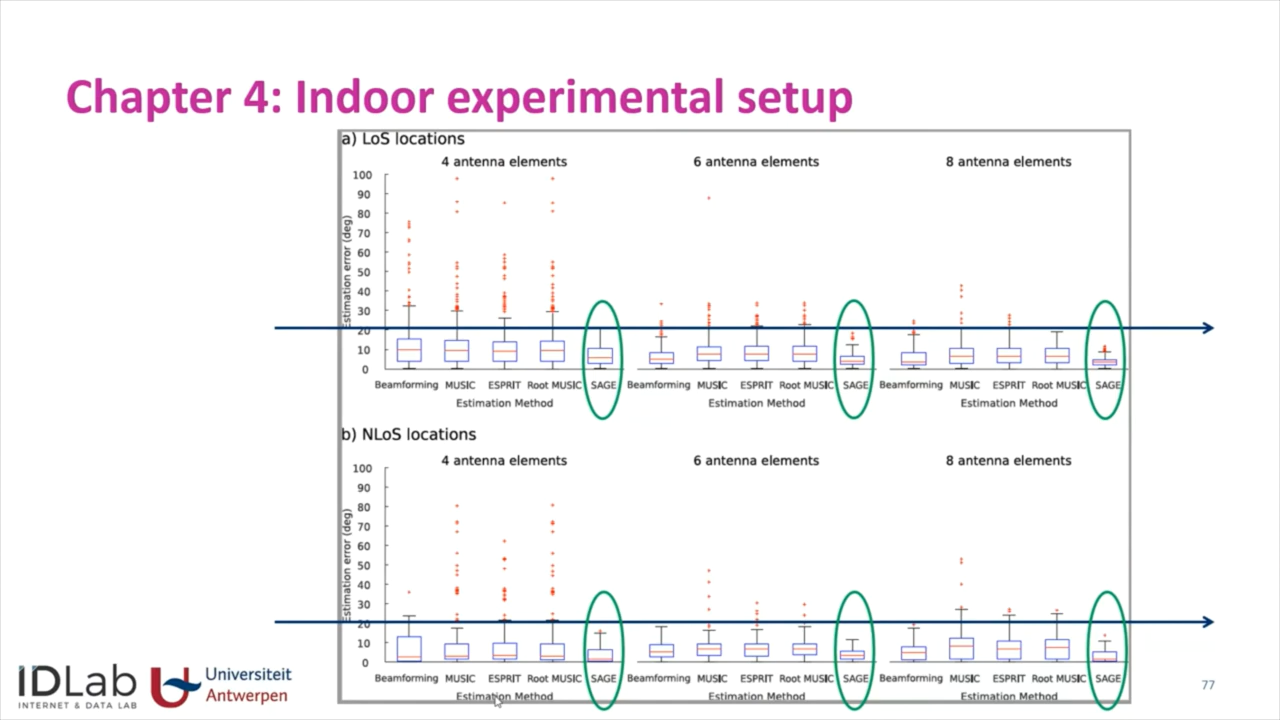 Chapter 4: Indoor experimental setup
a) LoS locations
4 antenna elements 6 antenna elements 8 antenna elements
100
90
80
70
60
50
40
30
20
10
0
Estimation error (deg)
Beamforming MUSIC ESPRIT Root MUSIC SAGE Beamforming MUSIC ESPRIT Root MUSIC SAGE Beamforming MUSIC ESPRIT Root MUSIC SAGE
Estimation Method Estimation Method Estimation Method
b) NLoS locations
4 antenna elements 6 antenna elements 8 antenna elements
100
90
80
70
60
50
40
30
20
10
0
Estimation error (deg)
Beamforming MUSIC ESPRIT Root MUSIC SAGE Beamforming MUSIC ESPRIT Root MUSIC SAGE Beamforming MUSIC ESPRIT Root MUSIC SAGE
Estimation Method Estimation Method Estimation Method
IDLab
INTERNET & DATA LAB
Universiteit
Antwerpen
77